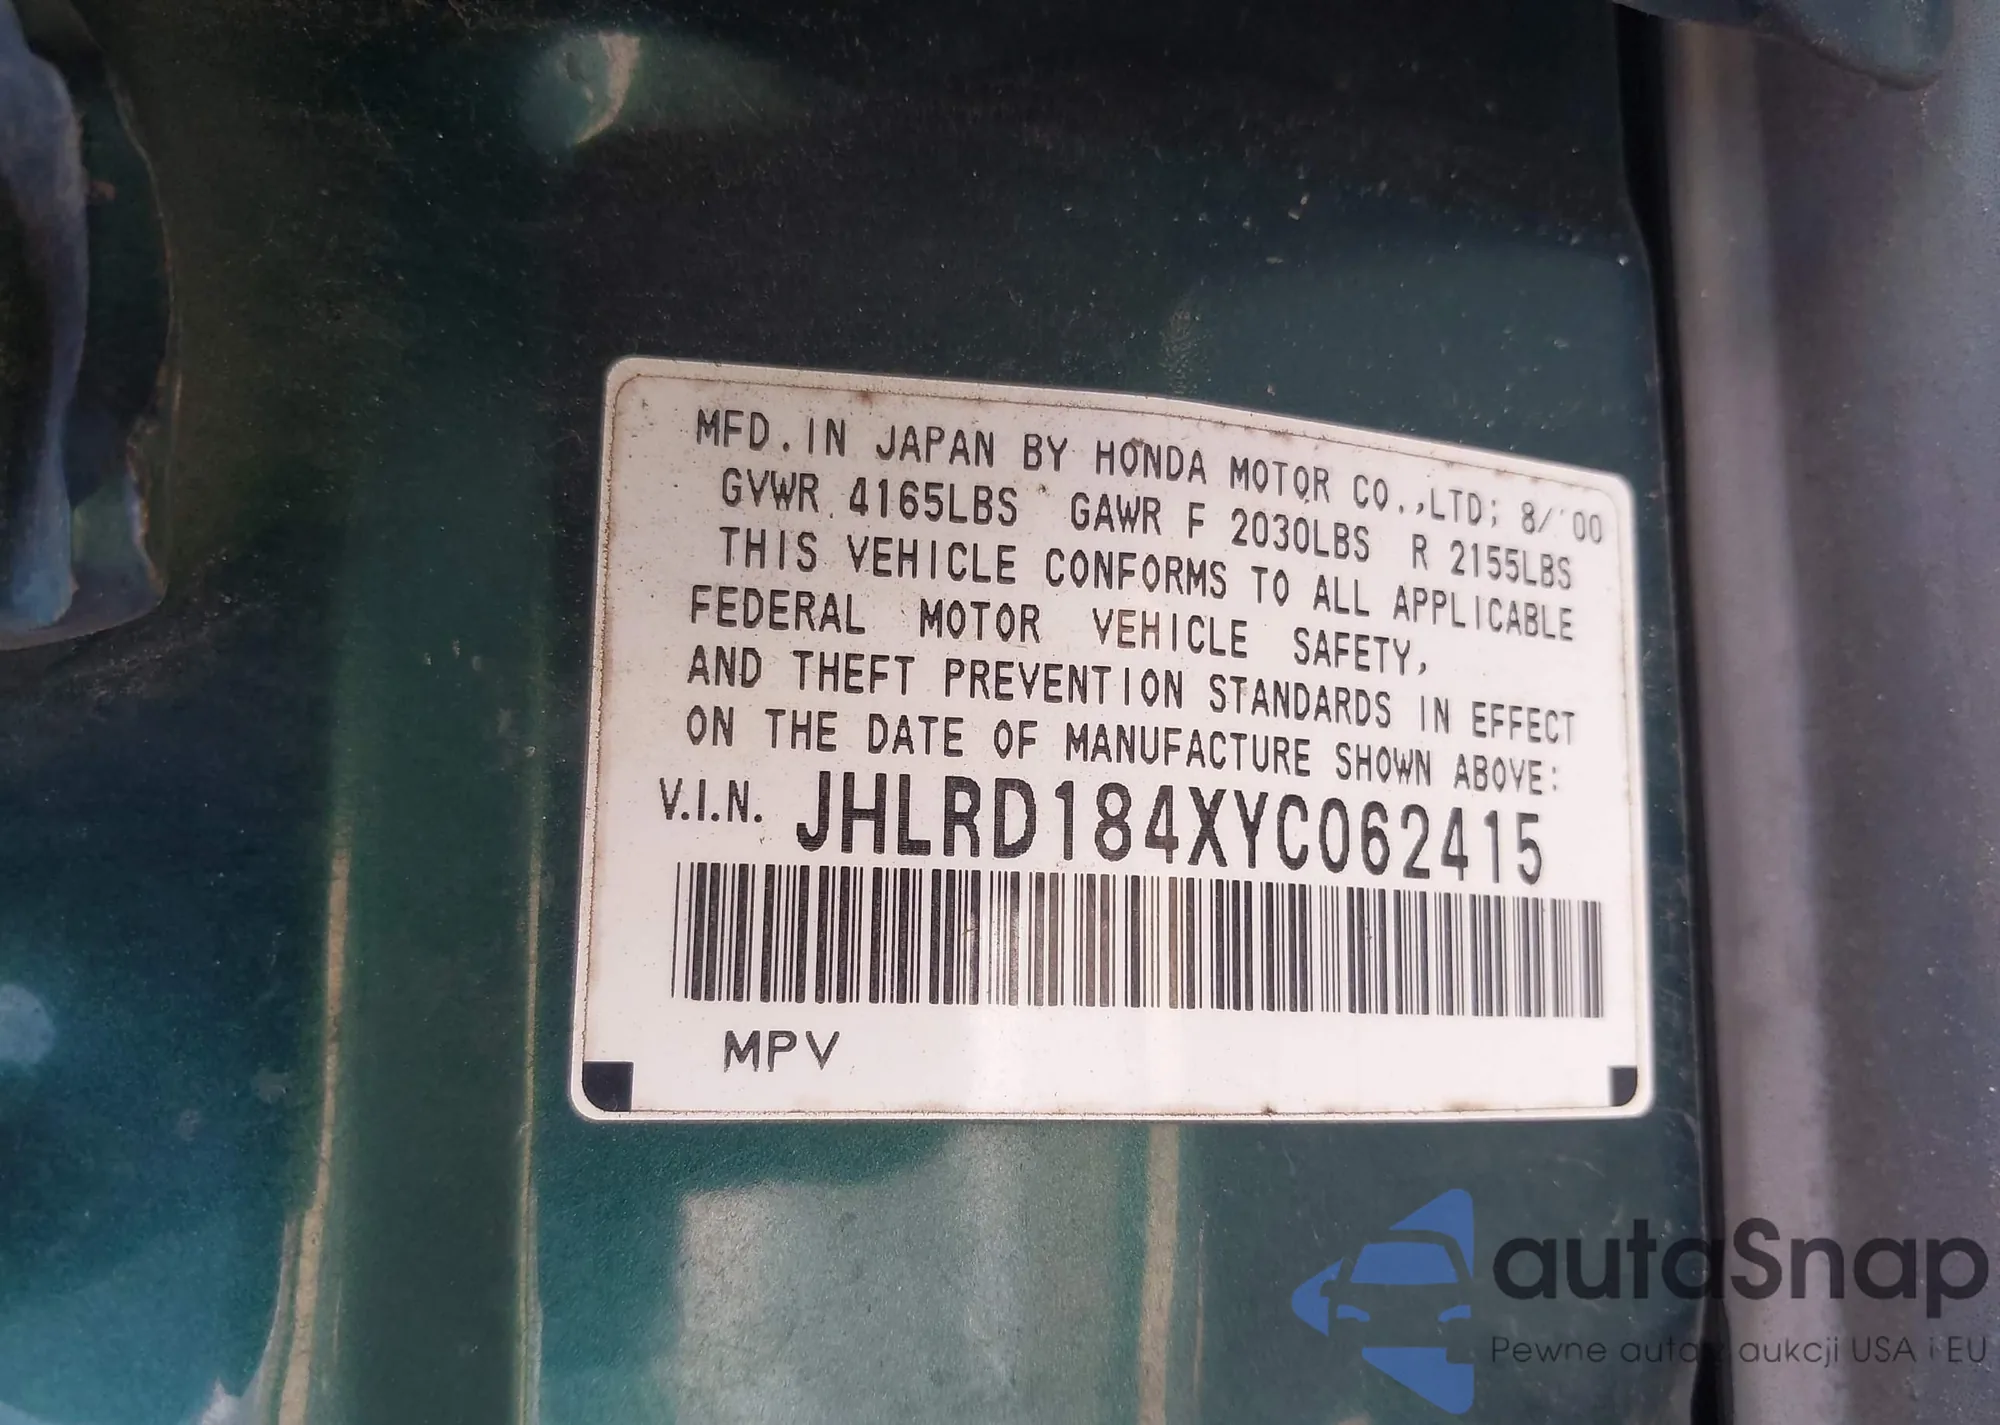 MFD. IN JAPAN BY HONDA MOTOR CO.,LTD; 8/'00
GVWR 4165LBS GAWR F 2030LBS R 2155LBS
THIS VEHICLE CONFORMS TO ALL APPLICABLE
FEDERAL MOTOR VEHICLE SAFETY,
AND THEFT PREVENTION STANDARDS IN EFFECT
ON THE DATE OF MANUFACTURE SHOWN ABOVE:
V.I.N. JHLRD184XYC062415
MPV
autaSnap
Pewne auta z aukcji USA i EU